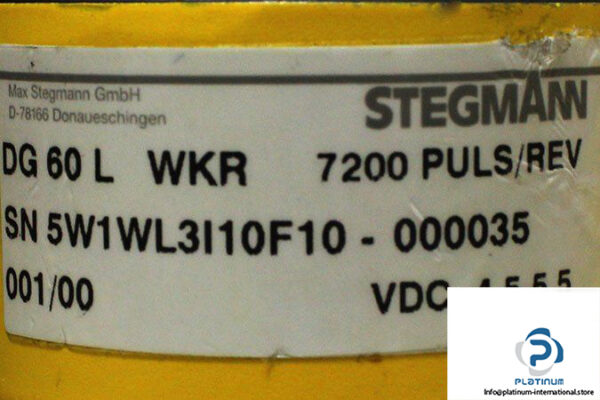 Max Stegmann GmbH
D-78166 Donaueschingen
STEGMANN
DG 60 L WKR 7200 PULS/REV
SN 5W1WL3I10F10 - 000035
001/00
VDC
PLATINUM
Info@platinum-international.store